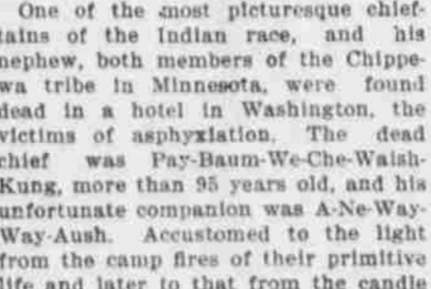 One of the most picturesque chief-
tains of the Indian race, and his
nephew, both members of the Chippe-
wa tribe in Minnesota, were found
dead in a hotel in Washington, the
victims of asphyxiation. The dead
chief was Pay-Baum-We-Che-Waish-
Kung, more than 95 years old, and his
unfortunate companion was A-Ne-Way-
Way-Aush. Accustomed to the light
from the camp fires of their primitive
life and later to that from the candle